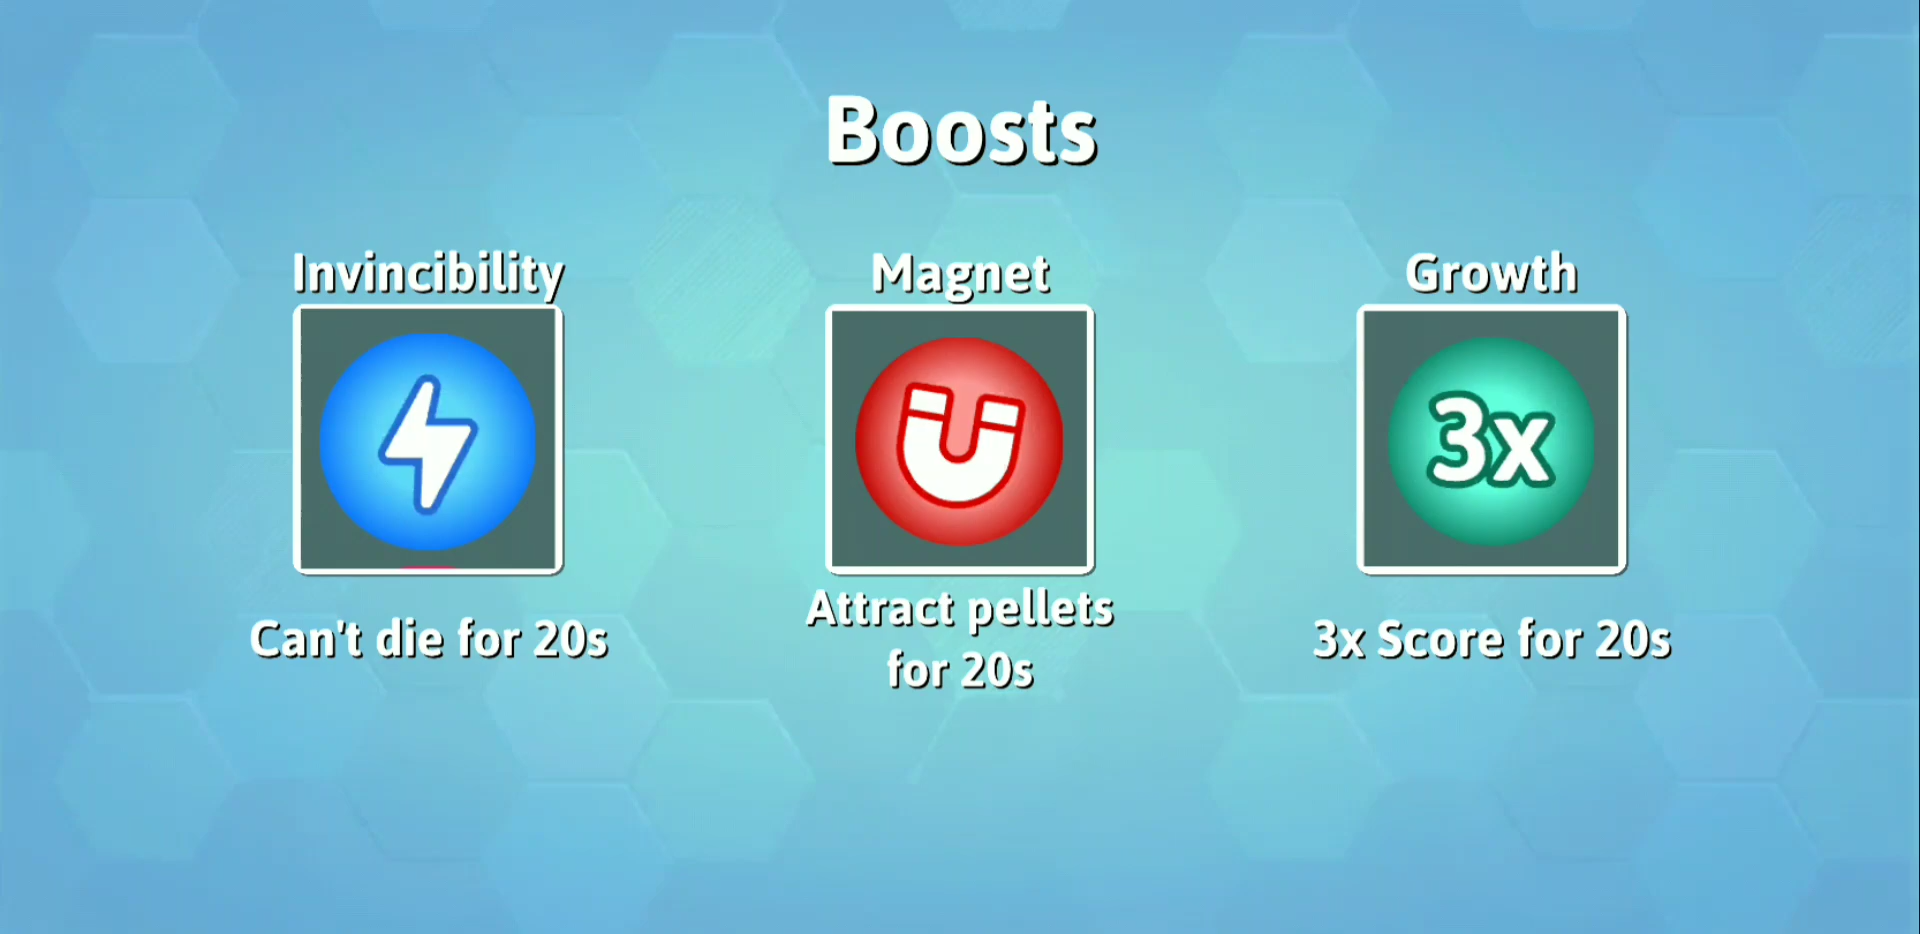 Boosts
Invincibility
Magnet
Growth
3x
Can't die for 20s
Attract pellets
for 20s
3x Score for 20s